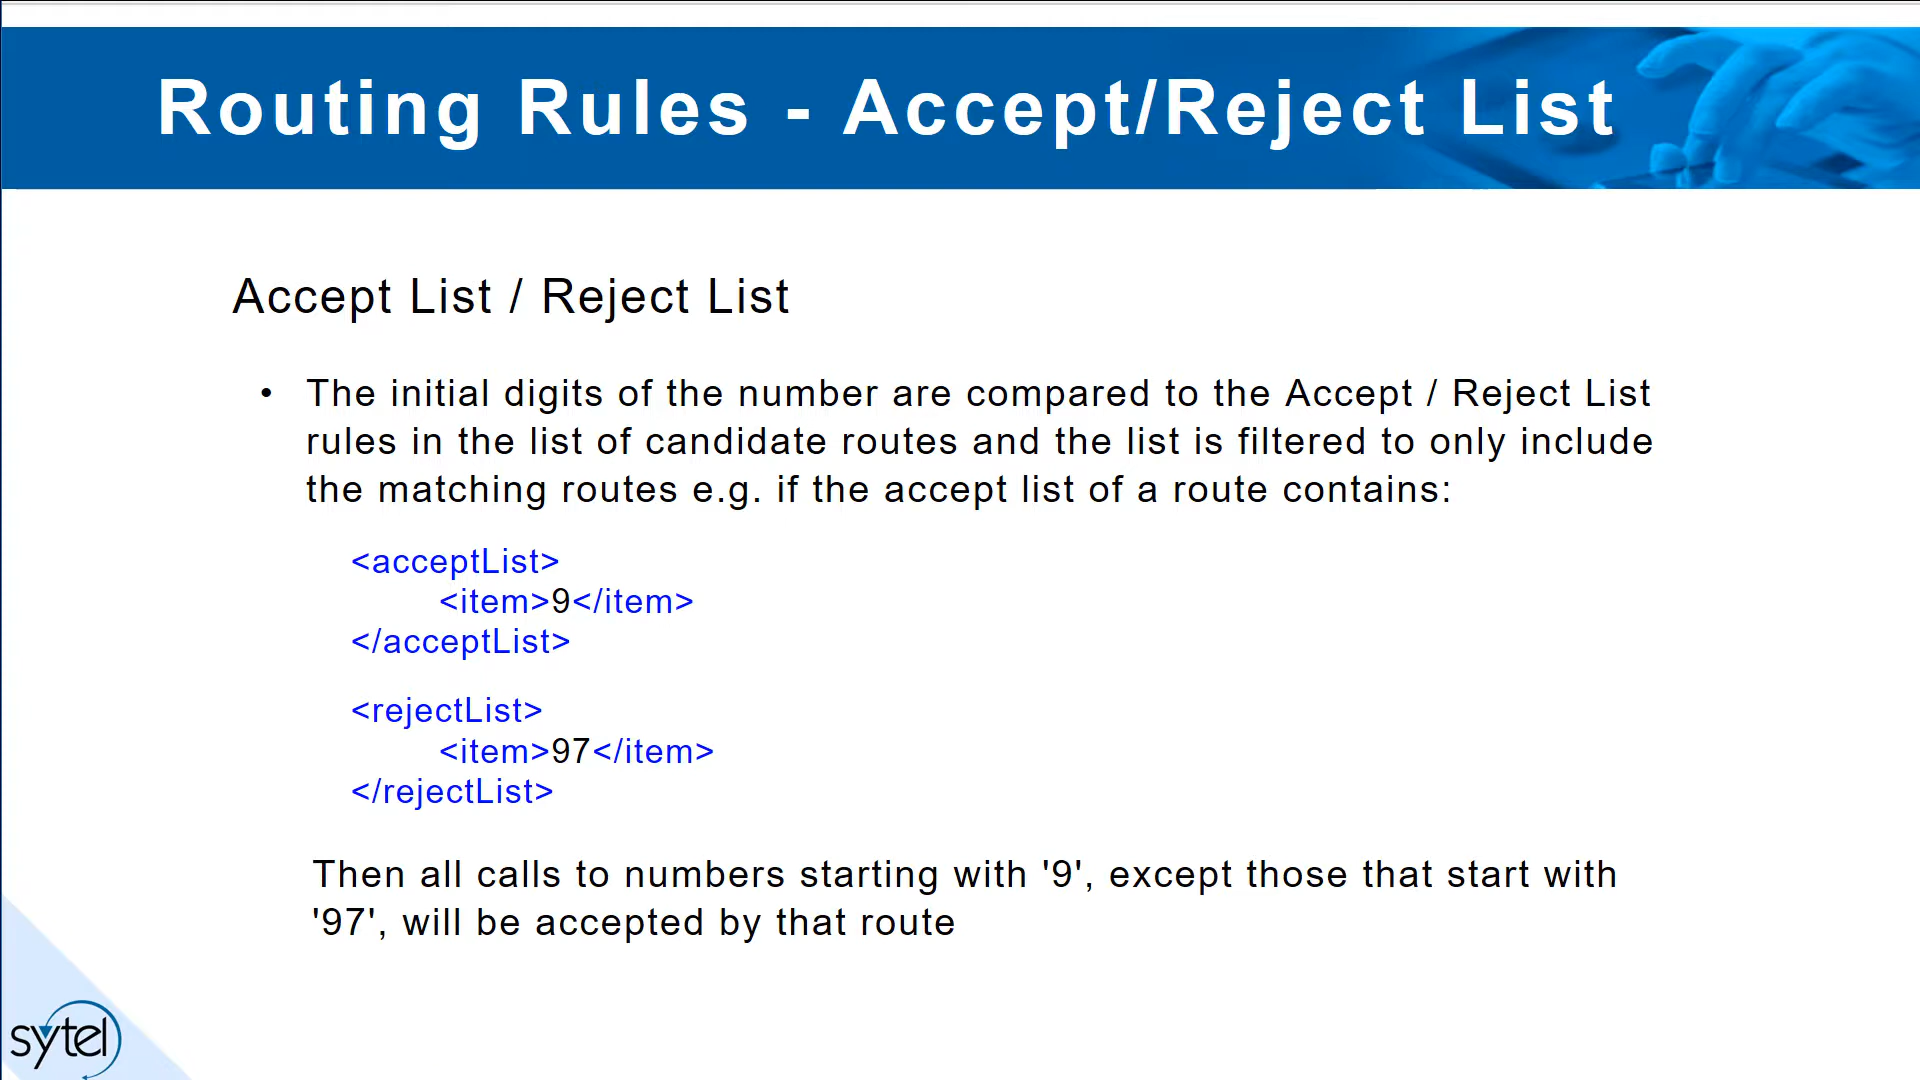 Routing Rules - Accept/Reject List
Accept List / Reject List
• The initial digits of the number are compared to the Accept / Reject List
rules in the list of candidate routes and the list is filtered to only include
the matching routes e.g. if the accept list of a route contains:
<acceptList>
<item>9</item>
</acceptList>
<rejectList>
<item>97</item>
</rejectList>
Then all calls to numbers starting with '9', except those that start with
'97', will be accepted by that route
sytel